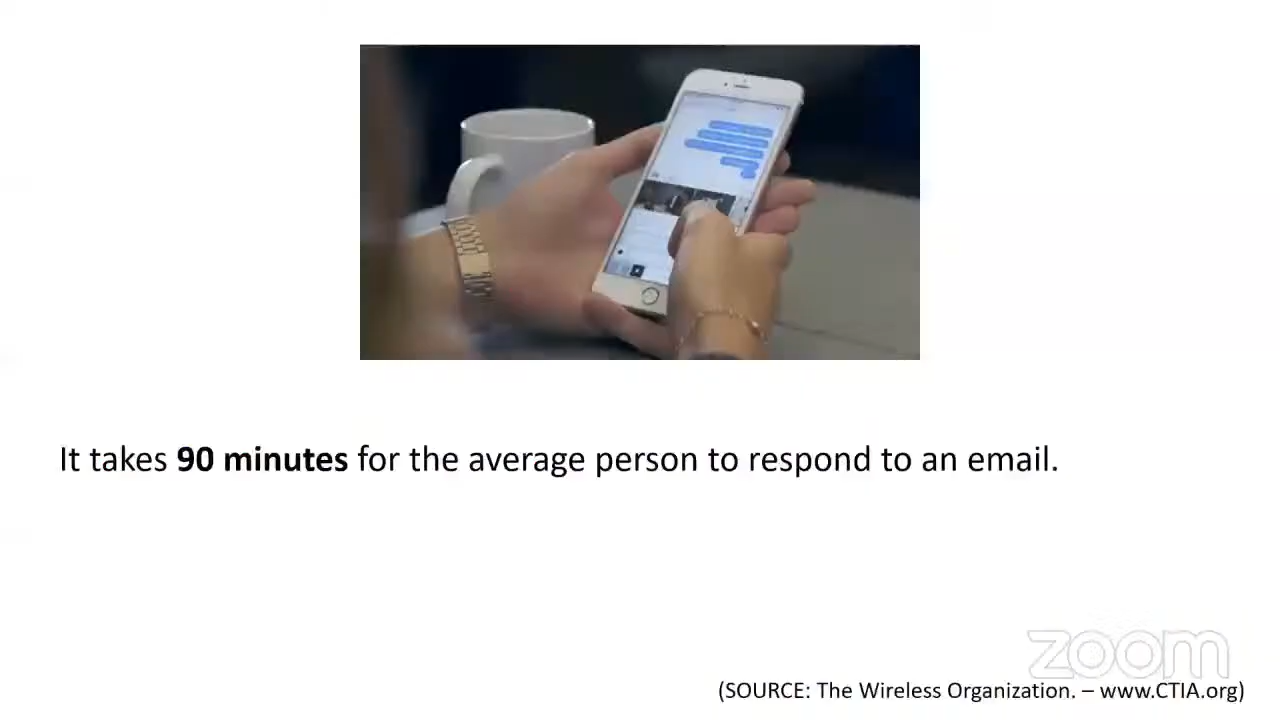 It takes 90 minutes for the average person to respond to an email.
zoom
(SOURCE: The Wireless Organization. – www.CTIA.org)